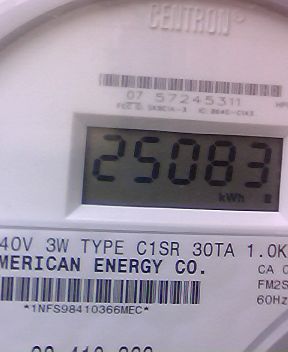 CENTRON
07 57245311
25083
kWh
40V 3W TYPE C1SR 30TA 1.0K
MERICAN ENERGY CO.
CA
FM2S
60Hz
*1NFS98410366MEC*